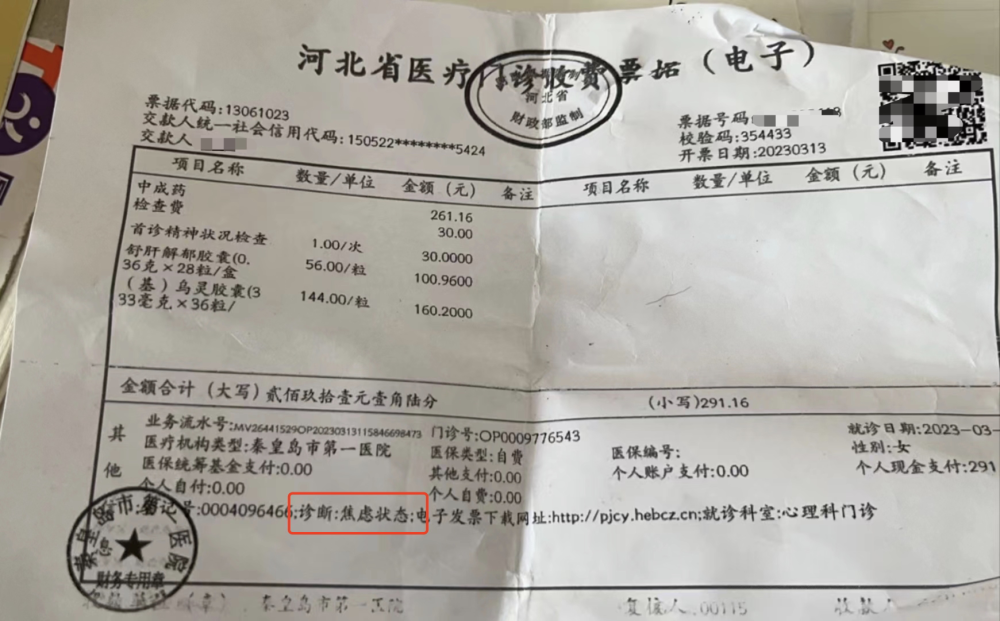 河北省医疗门诊收费票据（电子）
河北省
财政部监制
票据代码:13061023
交款人统一社会信用代码:150522********5424
交款人
票据号码:
校验码:354433
开票日期:20230313
项目名称 数量/单位 金额（元） 备注 项目名称 数量/单位 金额（元） 备注
中成药 261.16
检查费 30.00
首诊精神状况检查 1.00/次 30.0000
舒肝解郁胶囊(0. 56.00/粒 100.9600
36克×28粒/盒
（基）乌灵胶囊(3 144.00/粒 160.2000
33毫克×36粒/
金额合计（大写）贰佰玖拾壹元壹角陆分 (小写)291.16
其他
业务流水号:MV26441529OP20230313115846698473 门诊号:OP0009776543 就诊日期:2023-03-
医疗机构类型:秦皇岛市第一医院 医保类型:自费 医保编号: 性别:女
医保统筹基金支付:0.00 其他支付:0.00 个人账户支付:0.00 个人现金支付:291
个人自付:0.00 个人自费:0.00
记号:0004096466;诊断:焦虑状态;电子发票下载网址:http://pjcy.hebcz.cn;就诊科室:心理科门诊
秦皇岛市第一医院
财务专用章
秦皇岛市第一医院 复核人:00115 收款人